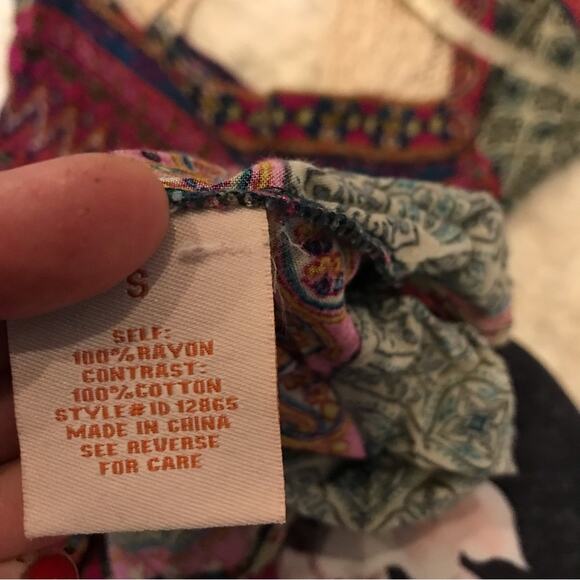 S
SELF:
100%RAYON
CONTRAST:
100%COTTON
STYLE#ID 12865
MADE IN CHINA
SEE REVERSE
FOR CARE